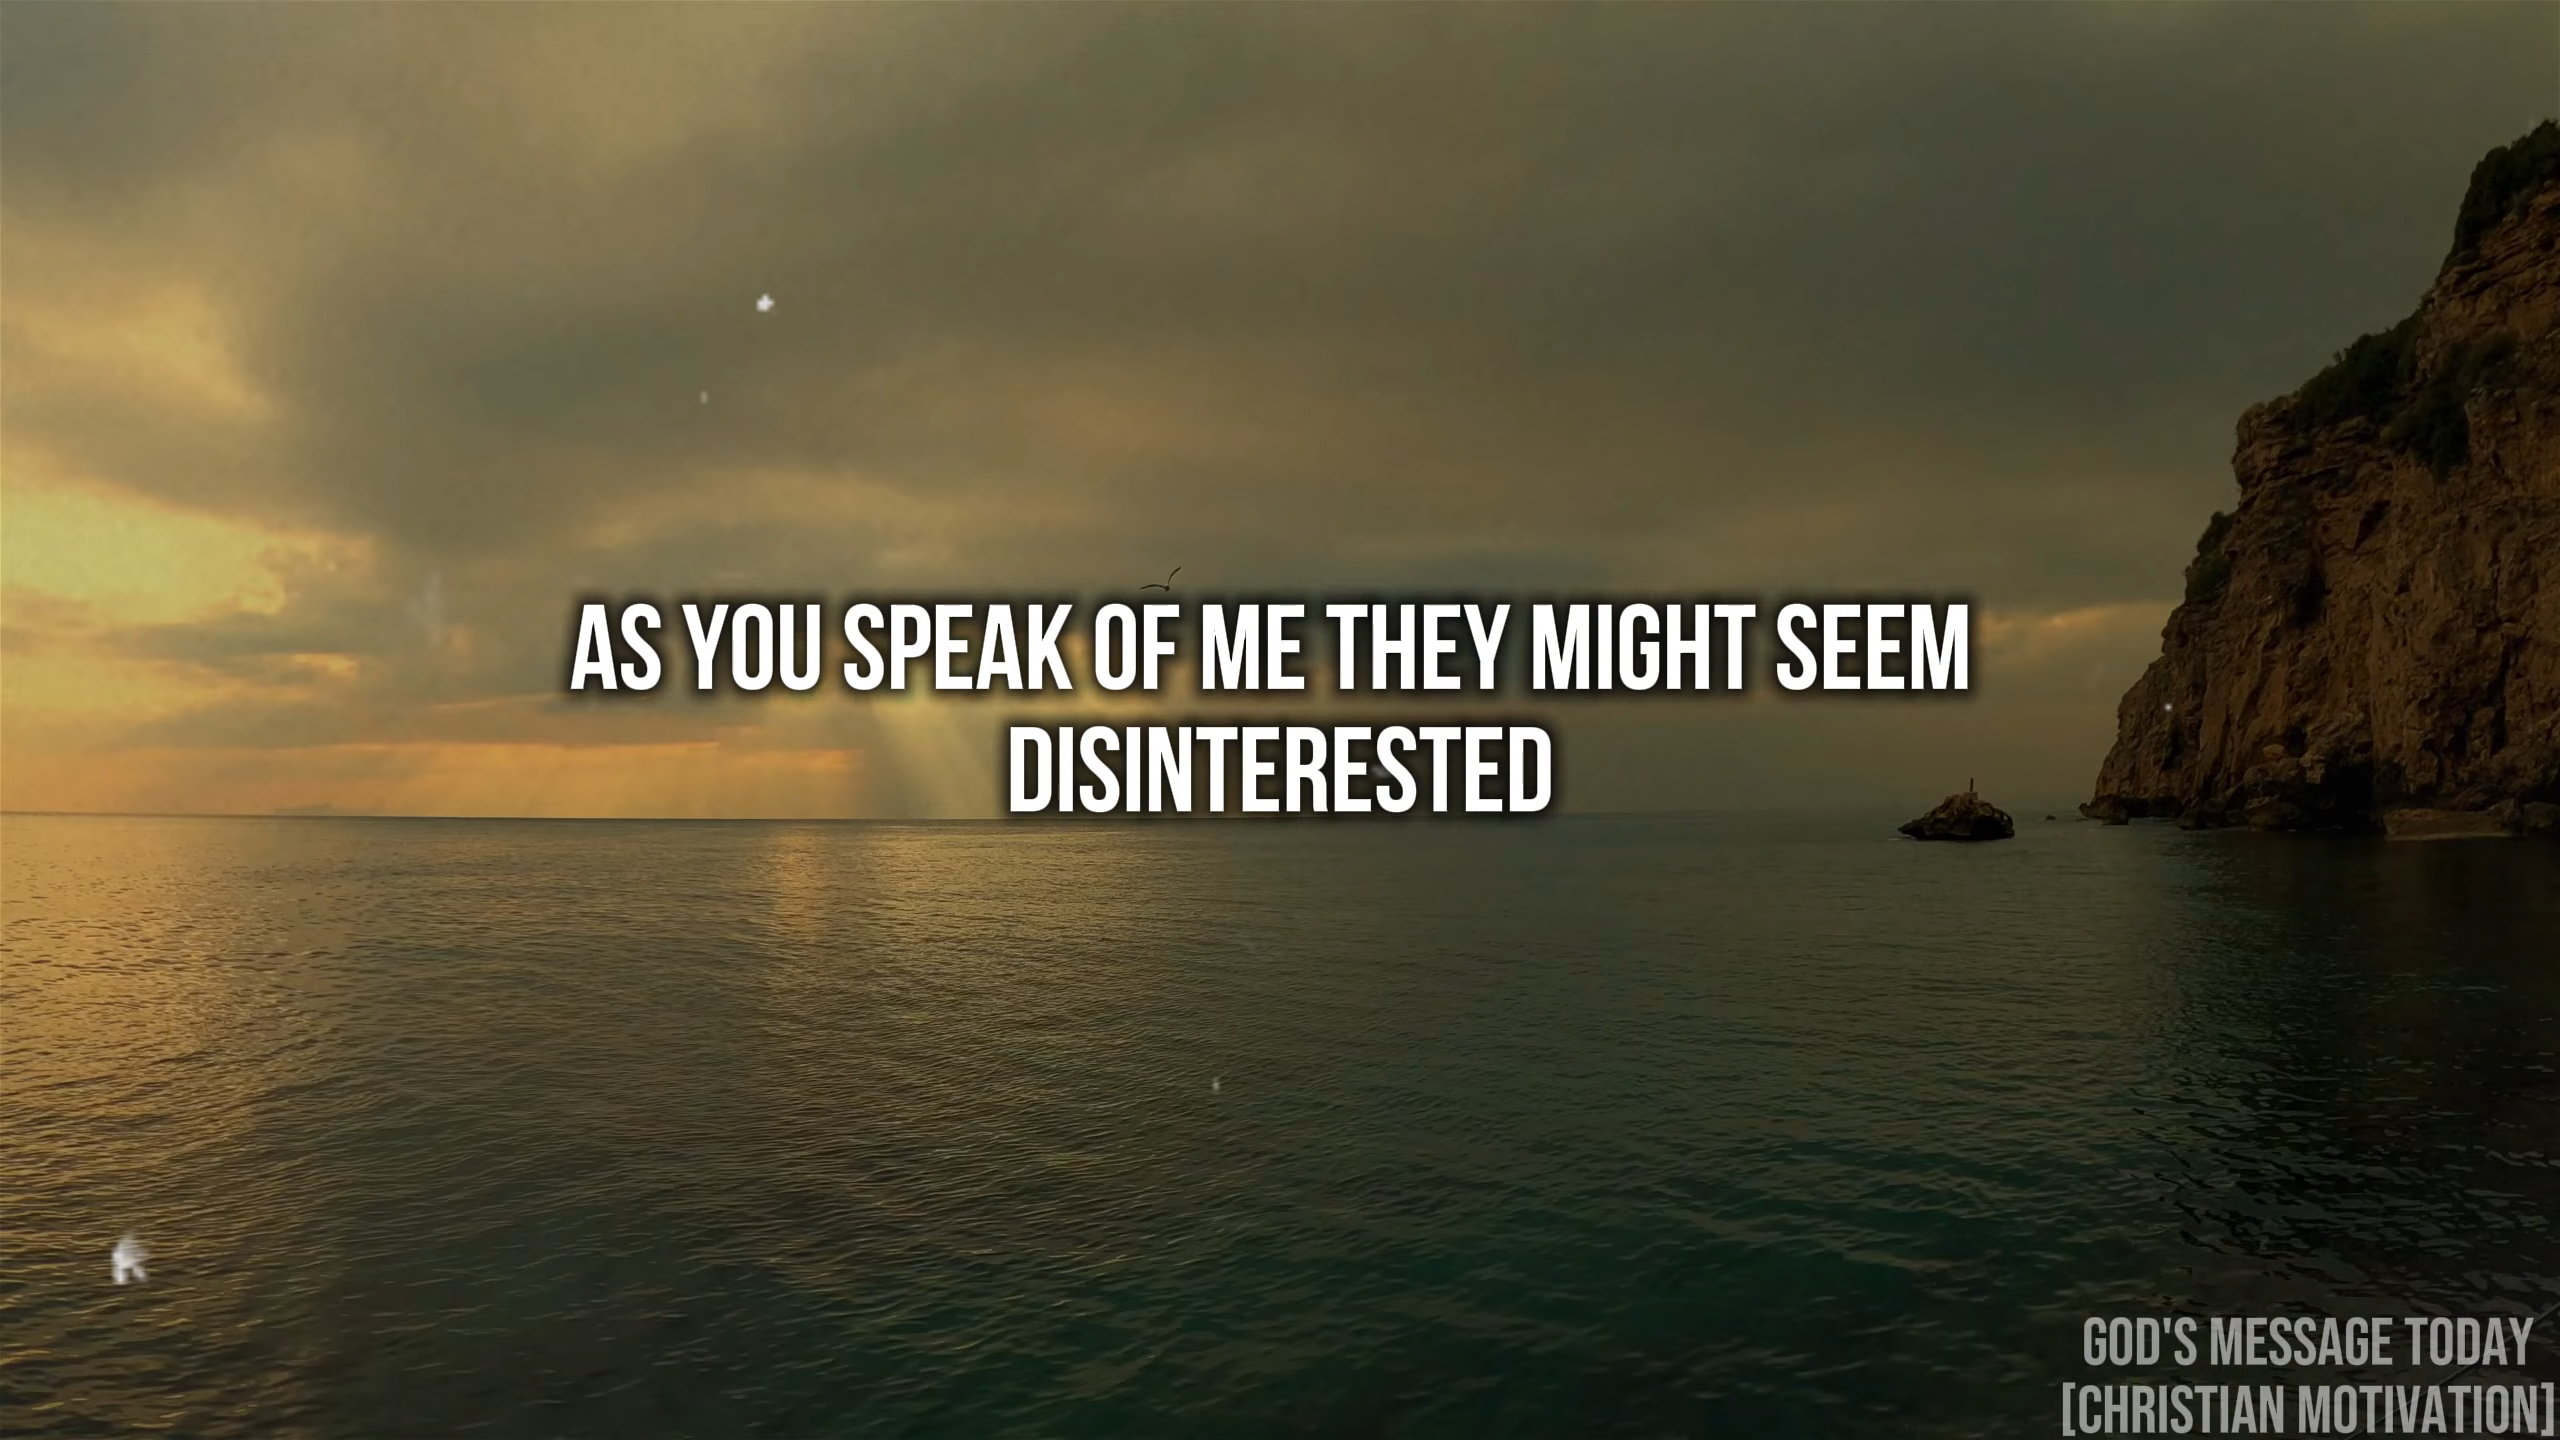 AS YOU SPEAK OF ME THEY MIGHT SEEM
DISINTERESTED
GOD'S MESSAGE TODAY
[CHRISTIAN MOTIVATION]